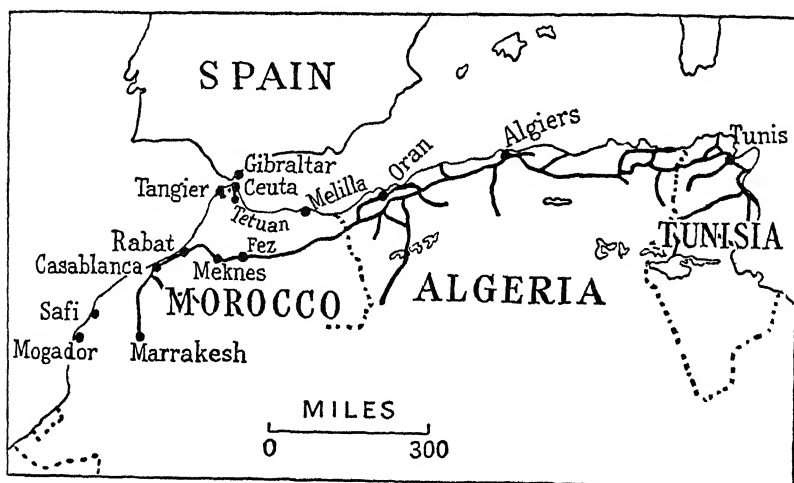 SPAIN
Gibraltar
Tangier
Ceuta
Tetuan
Melilla
Oran
Algiers
Tunis
Rabat
Fez
Casablanca
Meknes
TUNISIA
MOROCCO
ALGERIA
Safi
Mogador
Marrakesh
MILES
0 300